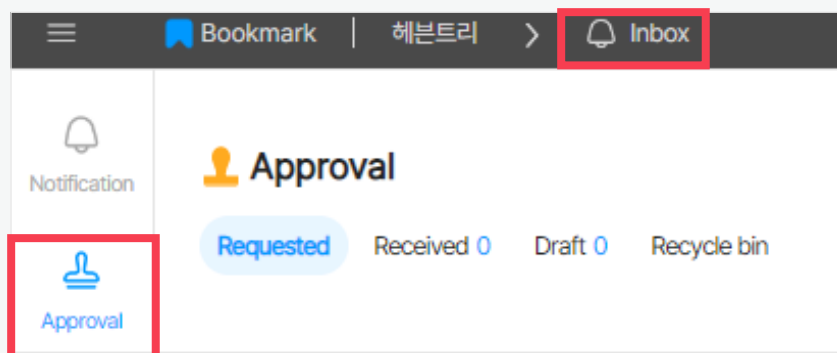 Bookmark 헤븐트리 > Inbox
Notification
Approval
Requested Received 0 Draft 0 Recycle bin
Approval